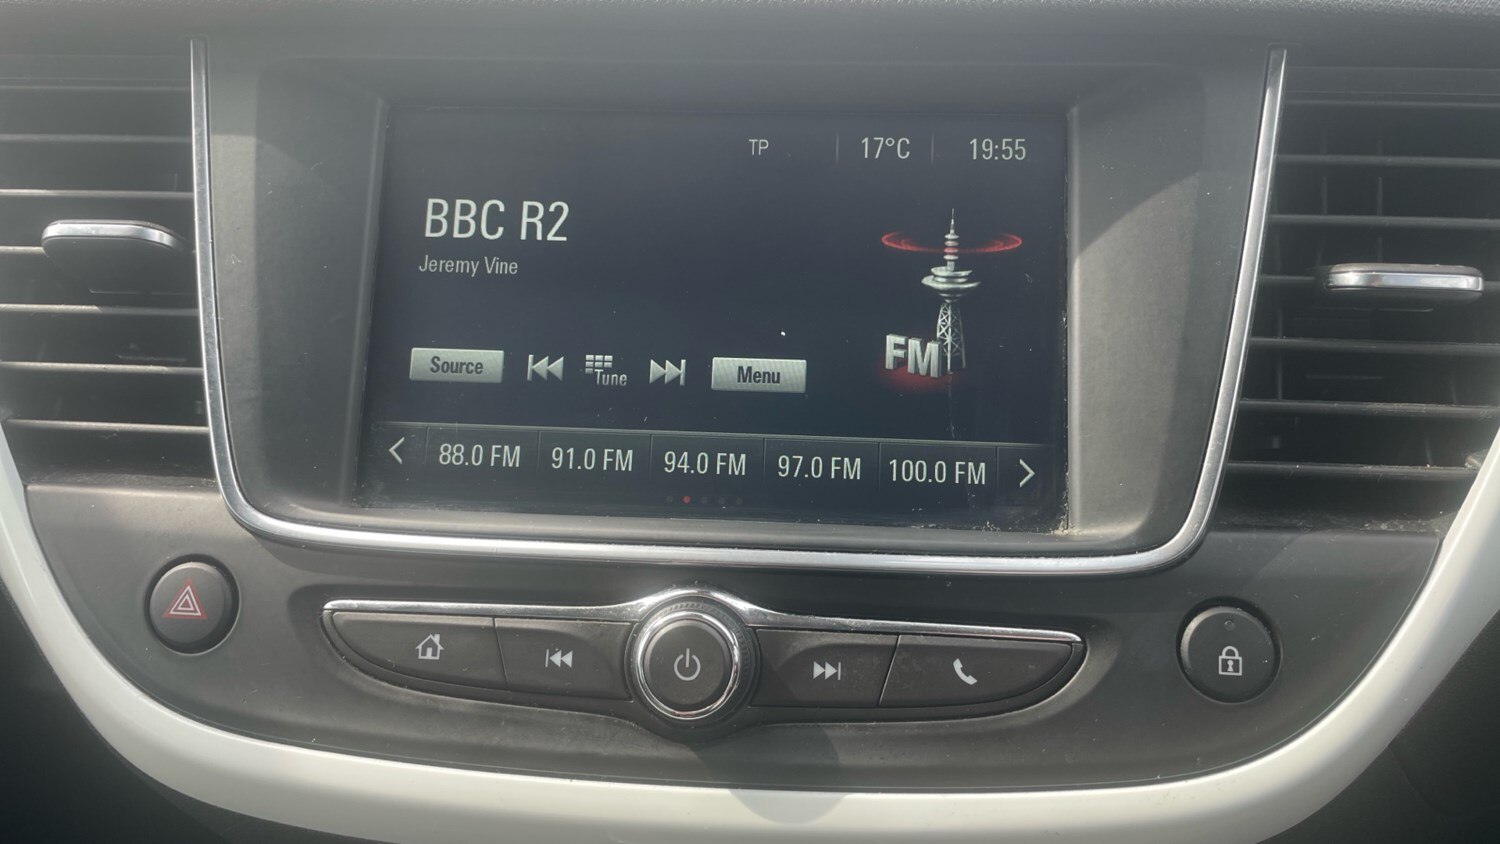 TP 17°C 19:55
BBC R2
Jeremy Vine
FM
Source Tune Menu
88.0 FM 91.0 FM 94.0 FM 97.0 FM 100.0 FM